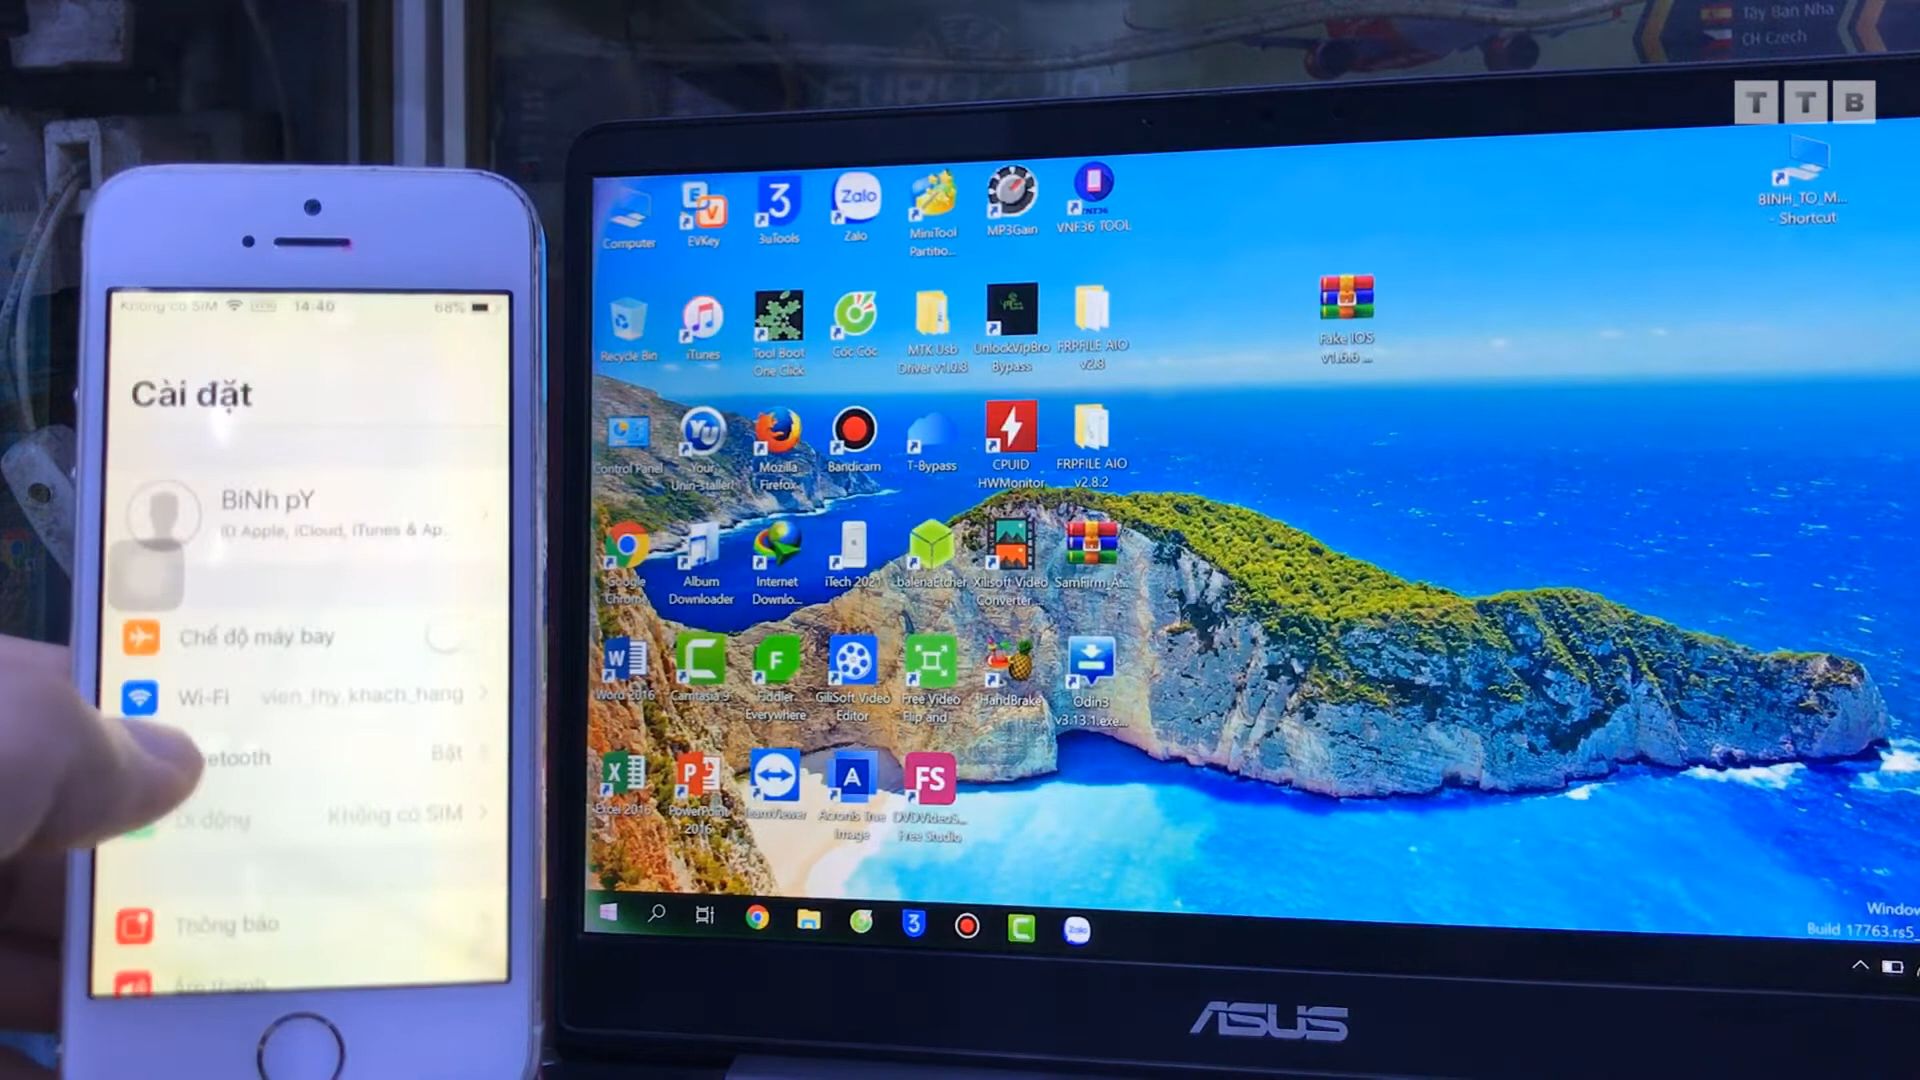 Tây Ban Nha
CH Czech
TTB
Không có SIM
14:40
68%
Cài đặt
BiNh pY
ID Apple, iCloud, iTunes & Ap...
Chế độ máy bay
Wi-Fi
vien_thy_khach_hang
etooth
Bật
Di động
Không có SIM
Thông báo
Âm thanh
Computer
EVKey
3uTools
Zalo
Zalo
MiniTool
Partitio...
MP3Gain
VNF36 TOOL
BINH_TO_M...
- Shortcut
Recycle Bin
iTunes
Tool Boot
One Click
Cốc Cốc
MTK Usb
Driver v1.0.8
UnlockVipBro
Bypass
FRPFILE AIO
v2.8
Fake IOS
v1.6.6 ...
Control Panel
Your
Unin-staller!
Mozilla
Firefox
Bandicam
T-Bypass
CPUID
HWMonitor
FRPFILE AIO
v2.8.2
Google
Chrome
Album
Downloader
Internet
Downlo...
iTech 2021
balenaEtcher
Xilisoft Video
Converter...
SamFirm_A...
Word 2016
Camtasia 9
Fiddler
Everywhere
GiliSoft Video
Editor
Free Video
Flip and
HandBrake
Odin3
v3.13.1.exe...
Excel 2016
PowerPoint
2016
TeamViewer
Acronis True
Image
FS
DVDVideoS...
Free Studio
Window
Build 17763.rs5_
ASUS